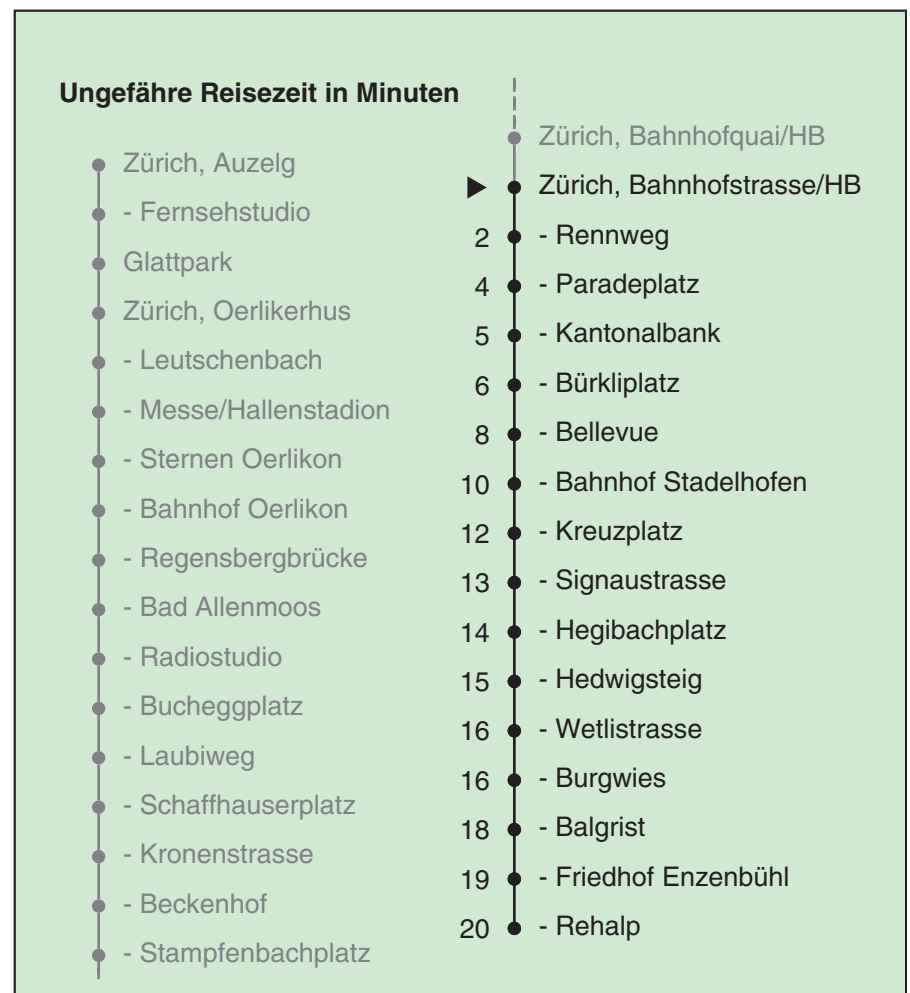 Ungefähre Reisezeit in Minuten
Zürich, Auzelg
- Fernsehstudio
Glattpark
Zürich, Oerlikerhus
- Leutschenbach
- Messe/Hallenstadion
- Sternen Oerlikon
- Bahnhof Oerlikon
- Regensbergbrücke
- Bad Allenmoos
- Radiostudio
- Bucheggplatz
- Laubiweg
- Schaffhauserplatz
- Kronenstrasse
- Beckenhof
- Stampfenbachplatz
Zürich, Bahnhofquai/HB
Zürich, Bahnhofstrasse/HB
2 - Rennweg
4 - Paradeplatz
5 - Kantonalbank
6 - Bürkliplatz
8 - Bellevue
10 - Bahnhof Stadelhofen
12 - Kreuzplatz
13 - Signaustrasse
14 - Hegibachplatz
15 - Hedwigsteig
16 - Wetlistrasse
16 - Burgwies
18 - Balgrist
19 - Friedhof Enzenbühl
20 - Rehalp